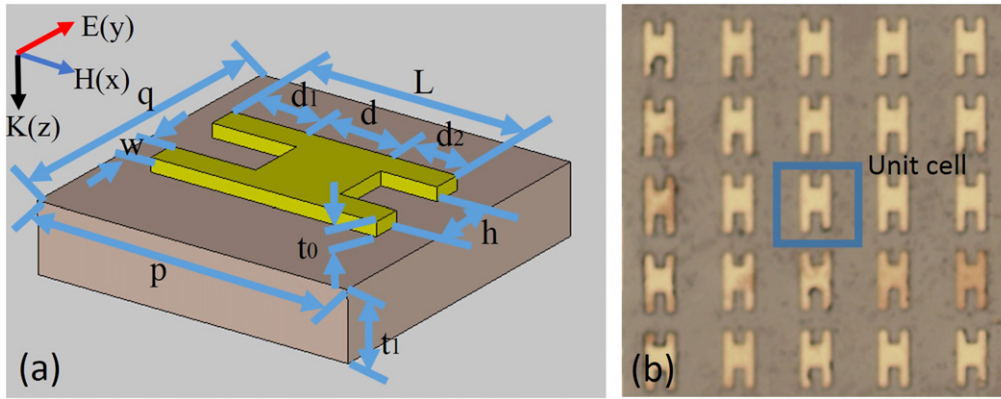 E(y)
H(x)
K(z)
q
w
d1
d
d2
L
h
t0
p
t1
(a)
Unit cell
(b)